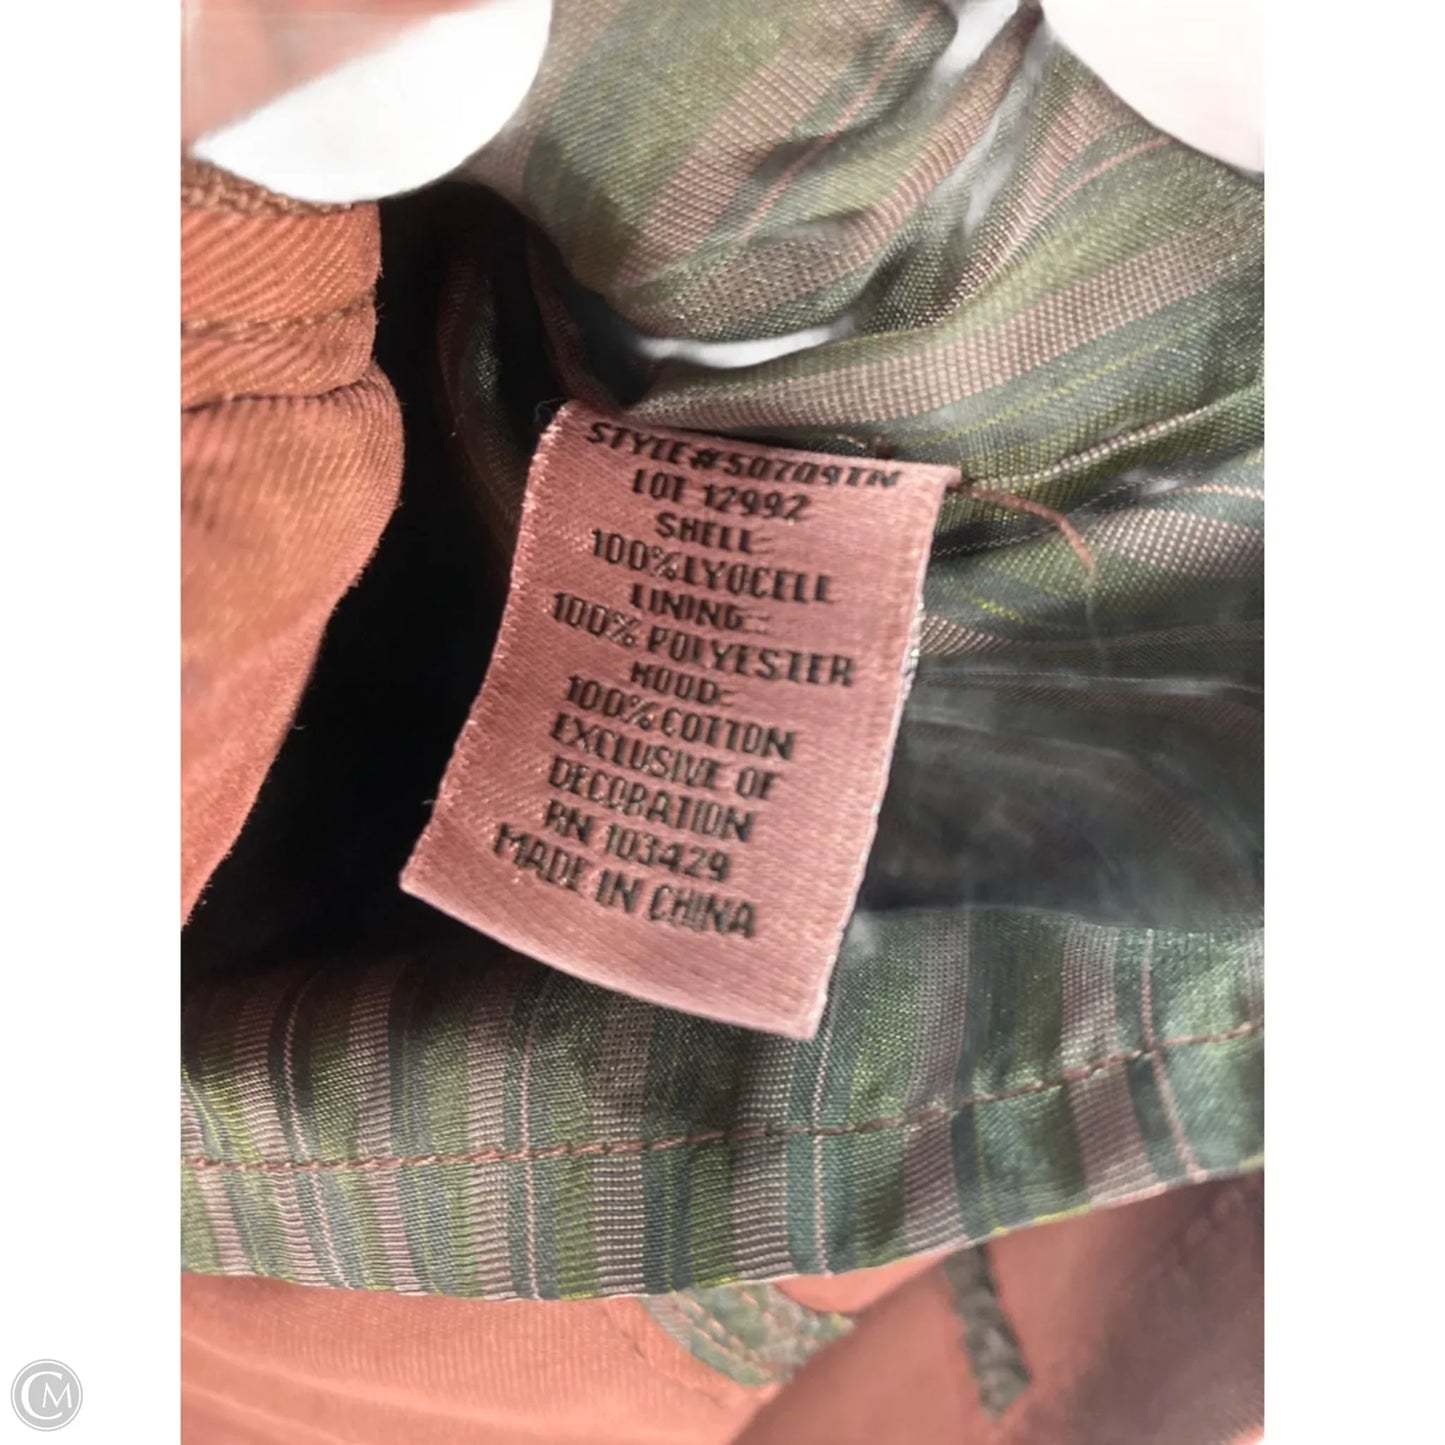 STYLE#50709TN
LOT 12992
SHELL:
100%LYOCELL
LINING:
100% POLYESTER
HOOD:
100%COTTON
EXCLUSIVE OF
DECORATION
RN 103429
MADE IN CHINA
CM